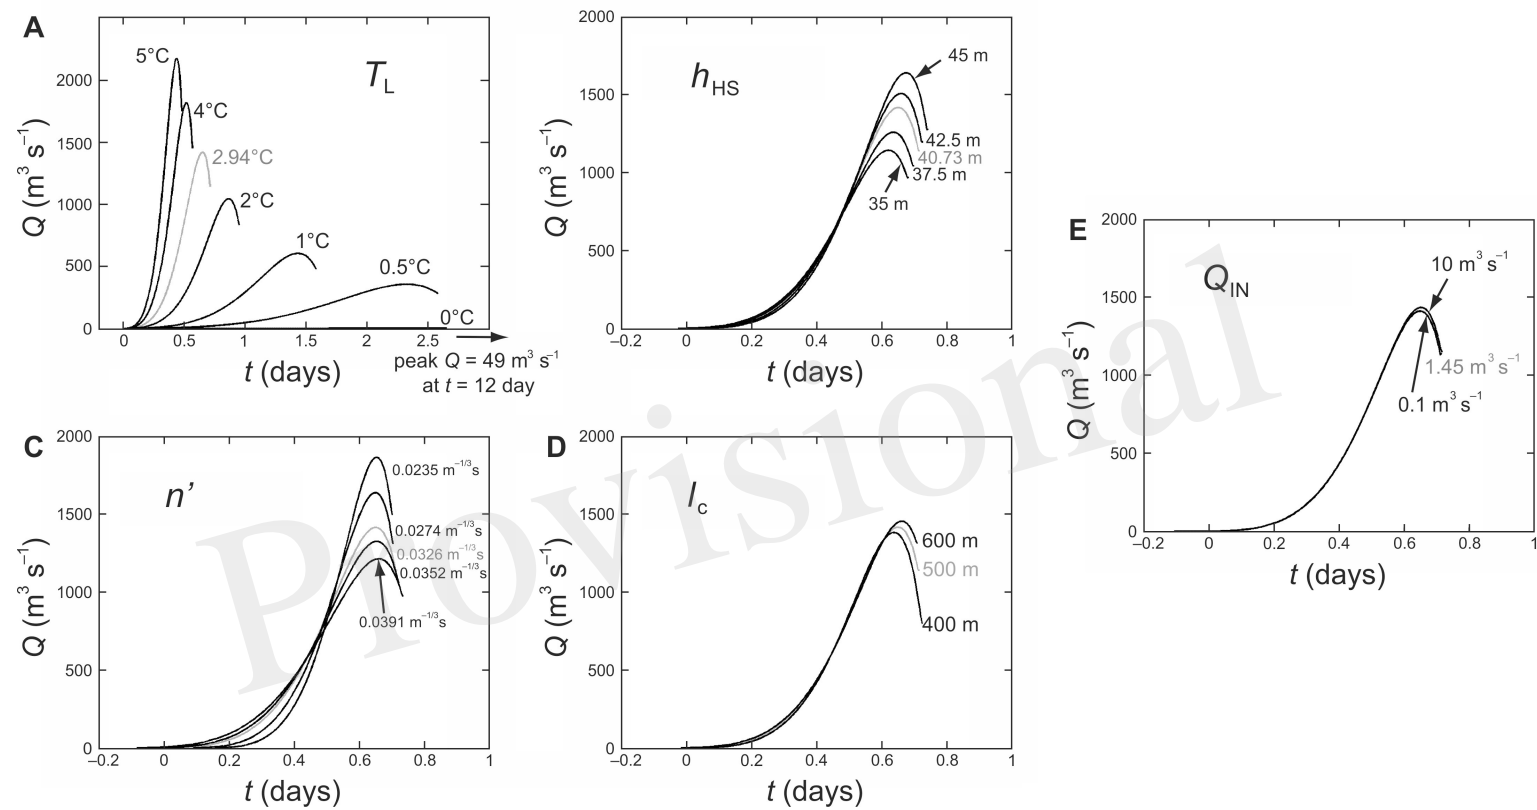 A
T_L
5°C
4°C
2.94°C
2°C
1°C
0.5°C
0°C
2000
1500
1000
500
0
0 0.5 1 1.5 2 2.5
Q (m³ s⁻¹)
t (days)
peak Q = 49 m³ s⁻¹
at t = 12 day
h_HS
45 m
42.5 m
40.73 m
37.5 m
35 m
2000
1500
1000
500
0
−0.2 0 0.2 0.4 0.6 0.8 1
Q (m³ s⁻¹)
t (days)
C
n’
0.0235 m⁻¹/³s
0.0274 m⁻¹/³s
0.0326 m⁻¹/³s
0.0352 m⁻¹/³s
0.0391 m⁻¹/³s
2000
1500
1000
500
0
−0.2 0 0.2 0.4 0.6 0.8 1
Q (m³ s⁻¹)
t (days)
D
l_c
600 m
500 m
400 m
2000
1500
1000
500
0
−0.2 0 0.2 0.4 0.6 0.8 1
Q (m³ s⁻¹)
t (days)
E
Q_IN
10 m³ s⁻¹
1.45 m³ s⁻¹
0.1 m³ s⁻¹
2000
1500
1000
500
0
−0.2 0 0.2 0.4 0.6 0.8 1
Q (m³ s⁻¹)
t (days)
Provisional